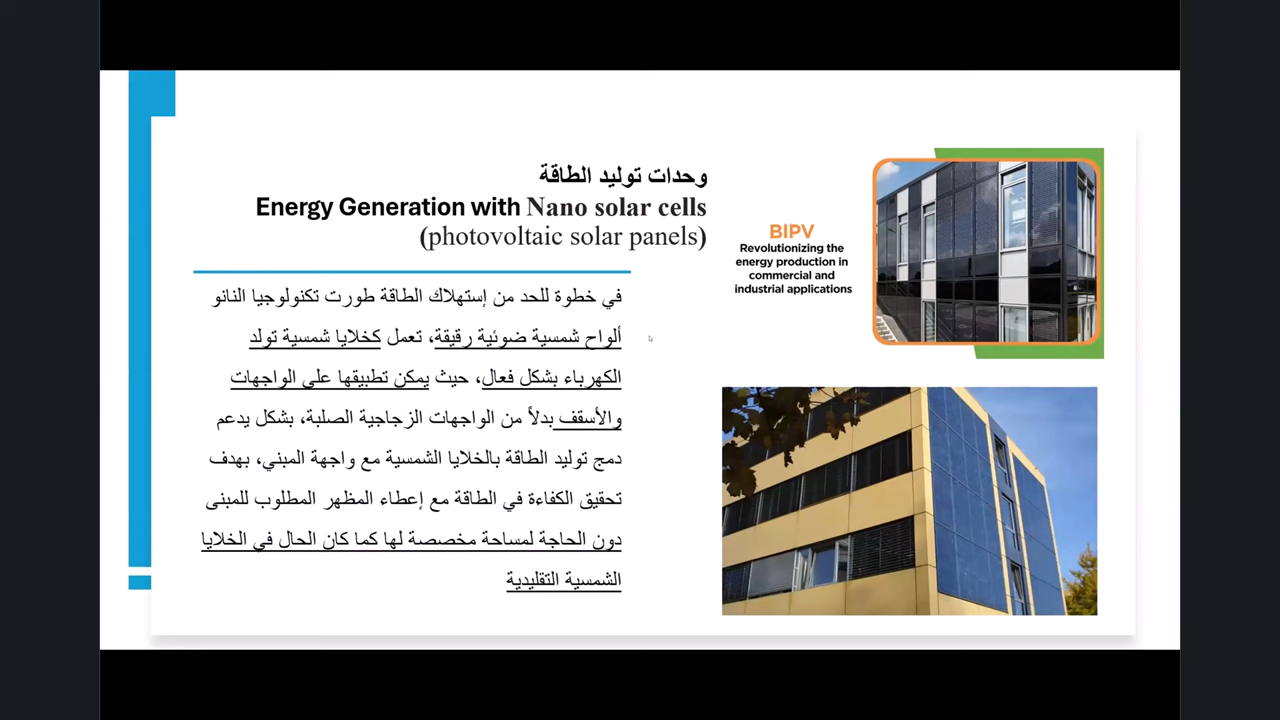 وحدات توليد الطاقة
Energy Generation with Nano solar cells
(photovoltaic solar panels)
في خطوة للحد من إستهلاك الطاقة طورت تكنولوجيا النانو
ألواح شمسية ضوئية رقيقة، تعمل كخلايا شمسية تولد
الكهرباء بشكل فعال، حيث يمكن تطبيقها على الواجهات
والأسقف بدلاً من الواجهات الزجاجية الصلبة، بشكل يدعم
دمج توليد الطاقة بالخلايا الشمسية مع واجهة المبني، بهدف
تحقيق الكفاءة في الطاقة مع إعطاء المظهر المطلوب للمبنى
دون الحاجة لمساحة مخصصة لها كما كان الحال في الخلايا
الشمسية التقليدية
BIPV
Revolutionizing the
energy production in
commercial and
industrial applications